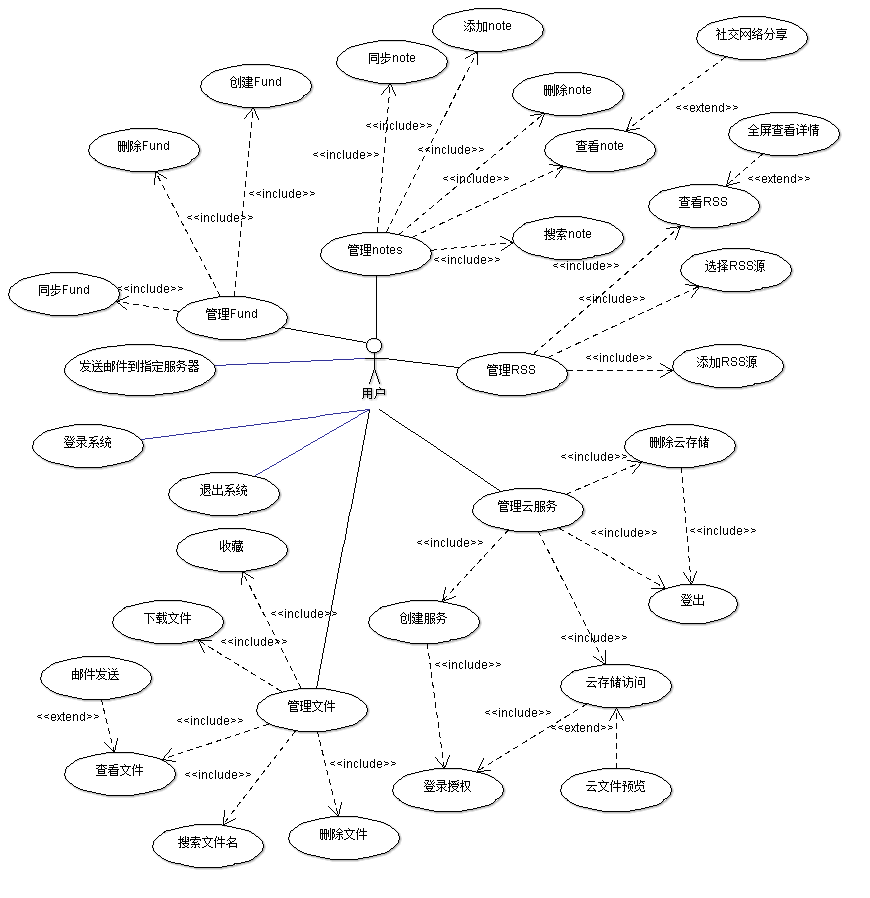 添加note
社交网络分享
同步note
创建Fund
删除note
<<extend>>
<<include>>
全屏查看详情
删除Fund
查看note
<<include>>
<<include>>
<<include>>
<<extend>>
<<include>>
查看RSS
<<include>>
搜索note
管理notes
<<include>>
<<include>>
选择RSS源
同步Fund
<<include>>
<<include>>
管理Fund
<<include>>
添加RSS源
发送邮件到指定服务器
管理RSS
用户
登录系统
删除云存储
<<include>>
退出系统
管理云服务
<<include>>
<<include>>
收藏
<<include>>
登出
下载文件
<<include>>
创建服务
<<include>>
<<include>>
<<include>>
邮件发送
云存储访问
管理文件
<<extend>>
<<include>>
<<include>>
<<extend>>
查看文件
<<include>>
<<include>>
登录授权
云文件预览
搜索文件名
删除文件